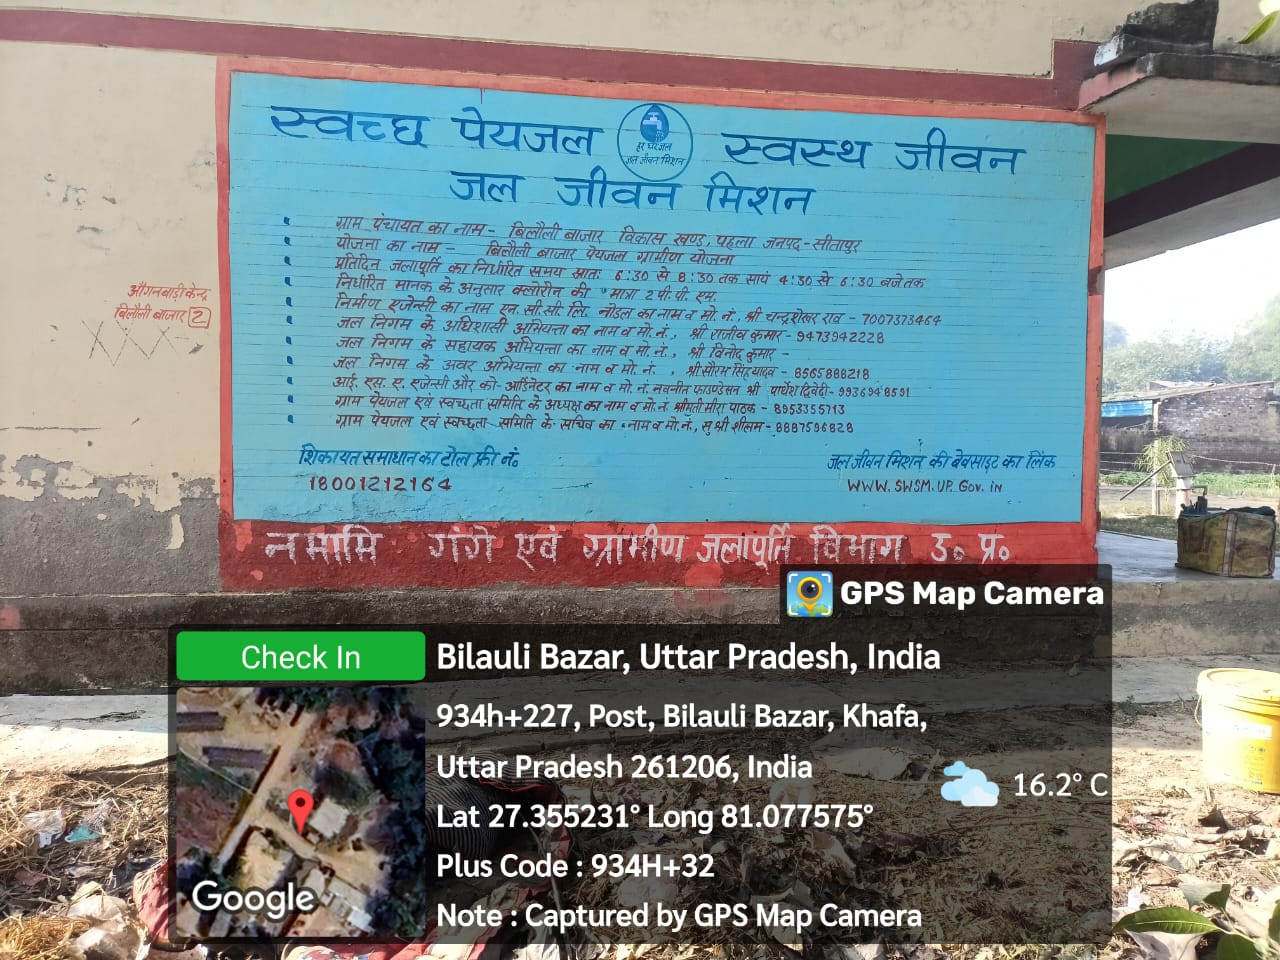 स्वच्छ पेयजल स्वस्थ जीवन
हर घर जल
जल जीवन मिशन
जल जीवन मिशन
ग्राम पंचायत का नाम - बिलौली बाजार विकास खण्ड, पहला जनपद - सीतापुर
योजना का नाम - बिलौली बाजार पेयजल ग्रामीण योजना
प्रतिदिन जलापूर्ति का निर्धारित समय प्रातः 6:30 से 8:30 तक सायं 4:30 से 6:30 बजे तक
निर्धारित मानक के अनुसार क्लोरीन की मात्रा 2 पी. पी. एम.
निर्माण एजेन्सी का नाम एन. सी. सी. लि. नोडल का नाम व मो. नं., श्री चन्द्रशेखर राव - 7007373464
जल निगम के अधिशासी अभियन्ता का नाम व मो. नं., श्री राजीव कुमार - 9473942228
जल निगम के सहायक अभियन्ता का नाम व मो. नं., श्री विनोद कुमार -
जल निगम के अवर अभियन्ता का नाम व मो. नं. , श्री सौरभ सिंह यादव - 8565888218
आई. एस. ए. एजेन्सी और को-आर्डिनेटर का नाम व मो. नं. नवनीत फाउण्डेसन श्री पार्थेश द्विवेदी - 9936948591
ग्राम पेयजल एवं स्वच्छता समिति के अध्यक्ष का नाम व मो. नं. श्रीमती मीरा पाठक - 8953355713
ग्राम पेयजल एवं स्वच्छता समिति के सचिव का नाम व मो. नं., सुश्री शीलम - 8887596828
शिकायत समाधान का टोल फ्री नं.
18001212164
जल जीवन मिशन की बेवसाइट का लिंक
WWW.SWSM.UP.Gov.in
नमामि गंगे एवं ग्रामीण जलापूर्ति विभाग उ० प्र०
आँगनबाड़ी केन्द्र
बिलौली बाजार 2
GPS Map Camera
Check In
Bilauli Bazar, Uttar Pradesh, India
934h+227, Post, Bilauli Bazar, Khafa,
Uttar Pradesh 261206, India
Lat 27.355231° Long 81.077575°
16.2° C
Plus Code : 934H+32
Note : Captured by GPS Map Camera
Google